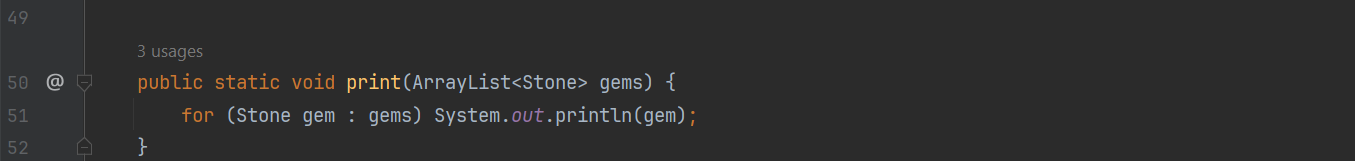 49
3 usages
50 @ public static void print(ArrayList<Stone> gems) {
51 for (Stone gem : gems) System.out.println(gem);
52 }